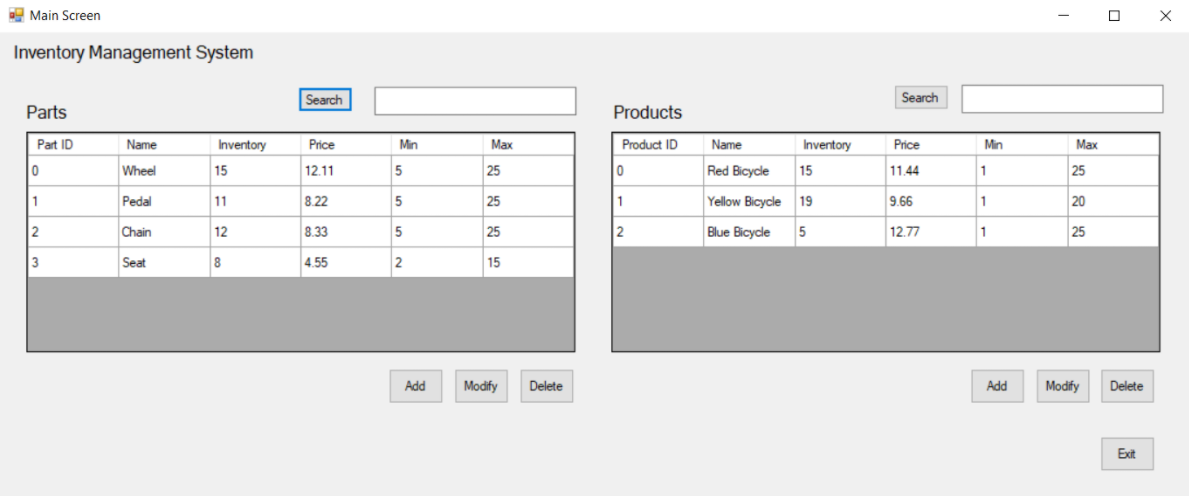 Main Screen
Inventory Management System
Parts
Search
Part ID Name Inventory Price Min Max
0 Wheel 15 12.11 5 25
1 Pedal 11 8.22 5 25
2 Chain 12 8.33 5 25
3 Seat 8 4.55 2 15
Add Modify Delete
Products
Search
Product ID Name Inventory Price Min Max
0 Red Bicycle 15 11.44 1 25
1 Yellow Bicycle 19 9.66 1 20
2 Blue Bicycle 5 12.77 1 25
Add Modify Delete
Exit